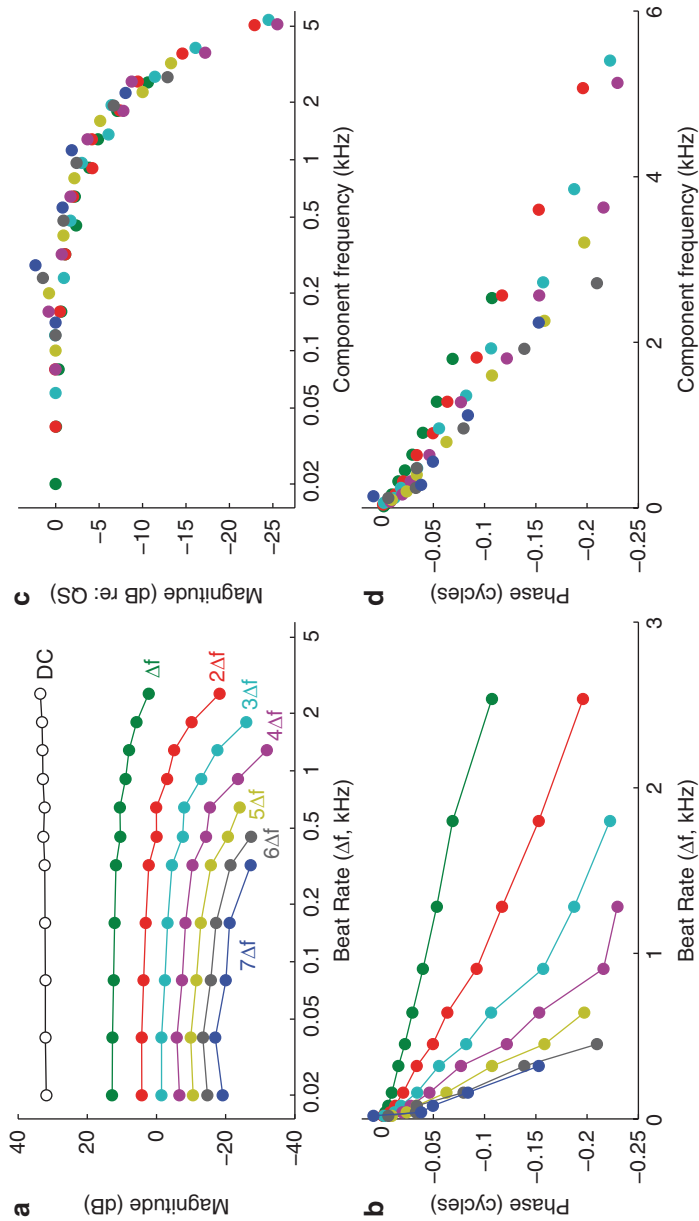 a
40
20
0
−20
−40
Magnitude (dB)
DC
Δf
2Δf
3Δf
4Δf
5Δf
6Δf
7Δf
0.02
0.05
0.1
0.2
0.5
1
2
5
Beat Rate (Δf, kHz)
b
0
−0.05
−0.1
−0.15
−0.2
−0.25
Phase (cycles)
0
1
2
3
Beat Rate (Δf, kHz)
c
0
−5
−10
−15
−20
−25
Magnitude (dB re: QS)
0.02
0.05
0.1
0.2
0.5
1
2
5
Component frequency (kHz)
d
0
−0.05
−0.1
−0.15
−0.2
−0.25
Phase (cycles)
0
2
4
6
Component frequency (kHz)